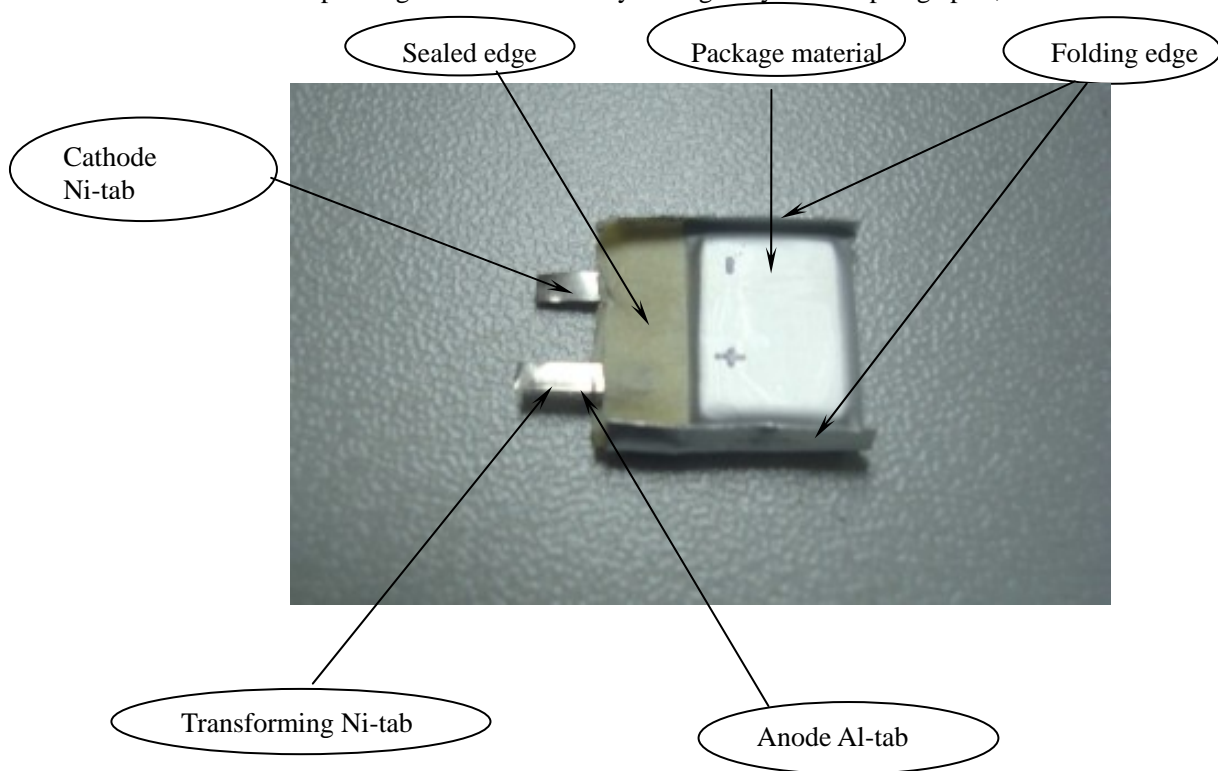 Sealed edge
Package material
Folding edge
Cathode
Ni-tab
-
+
Transforming Ni-tab
Anode Al-tab